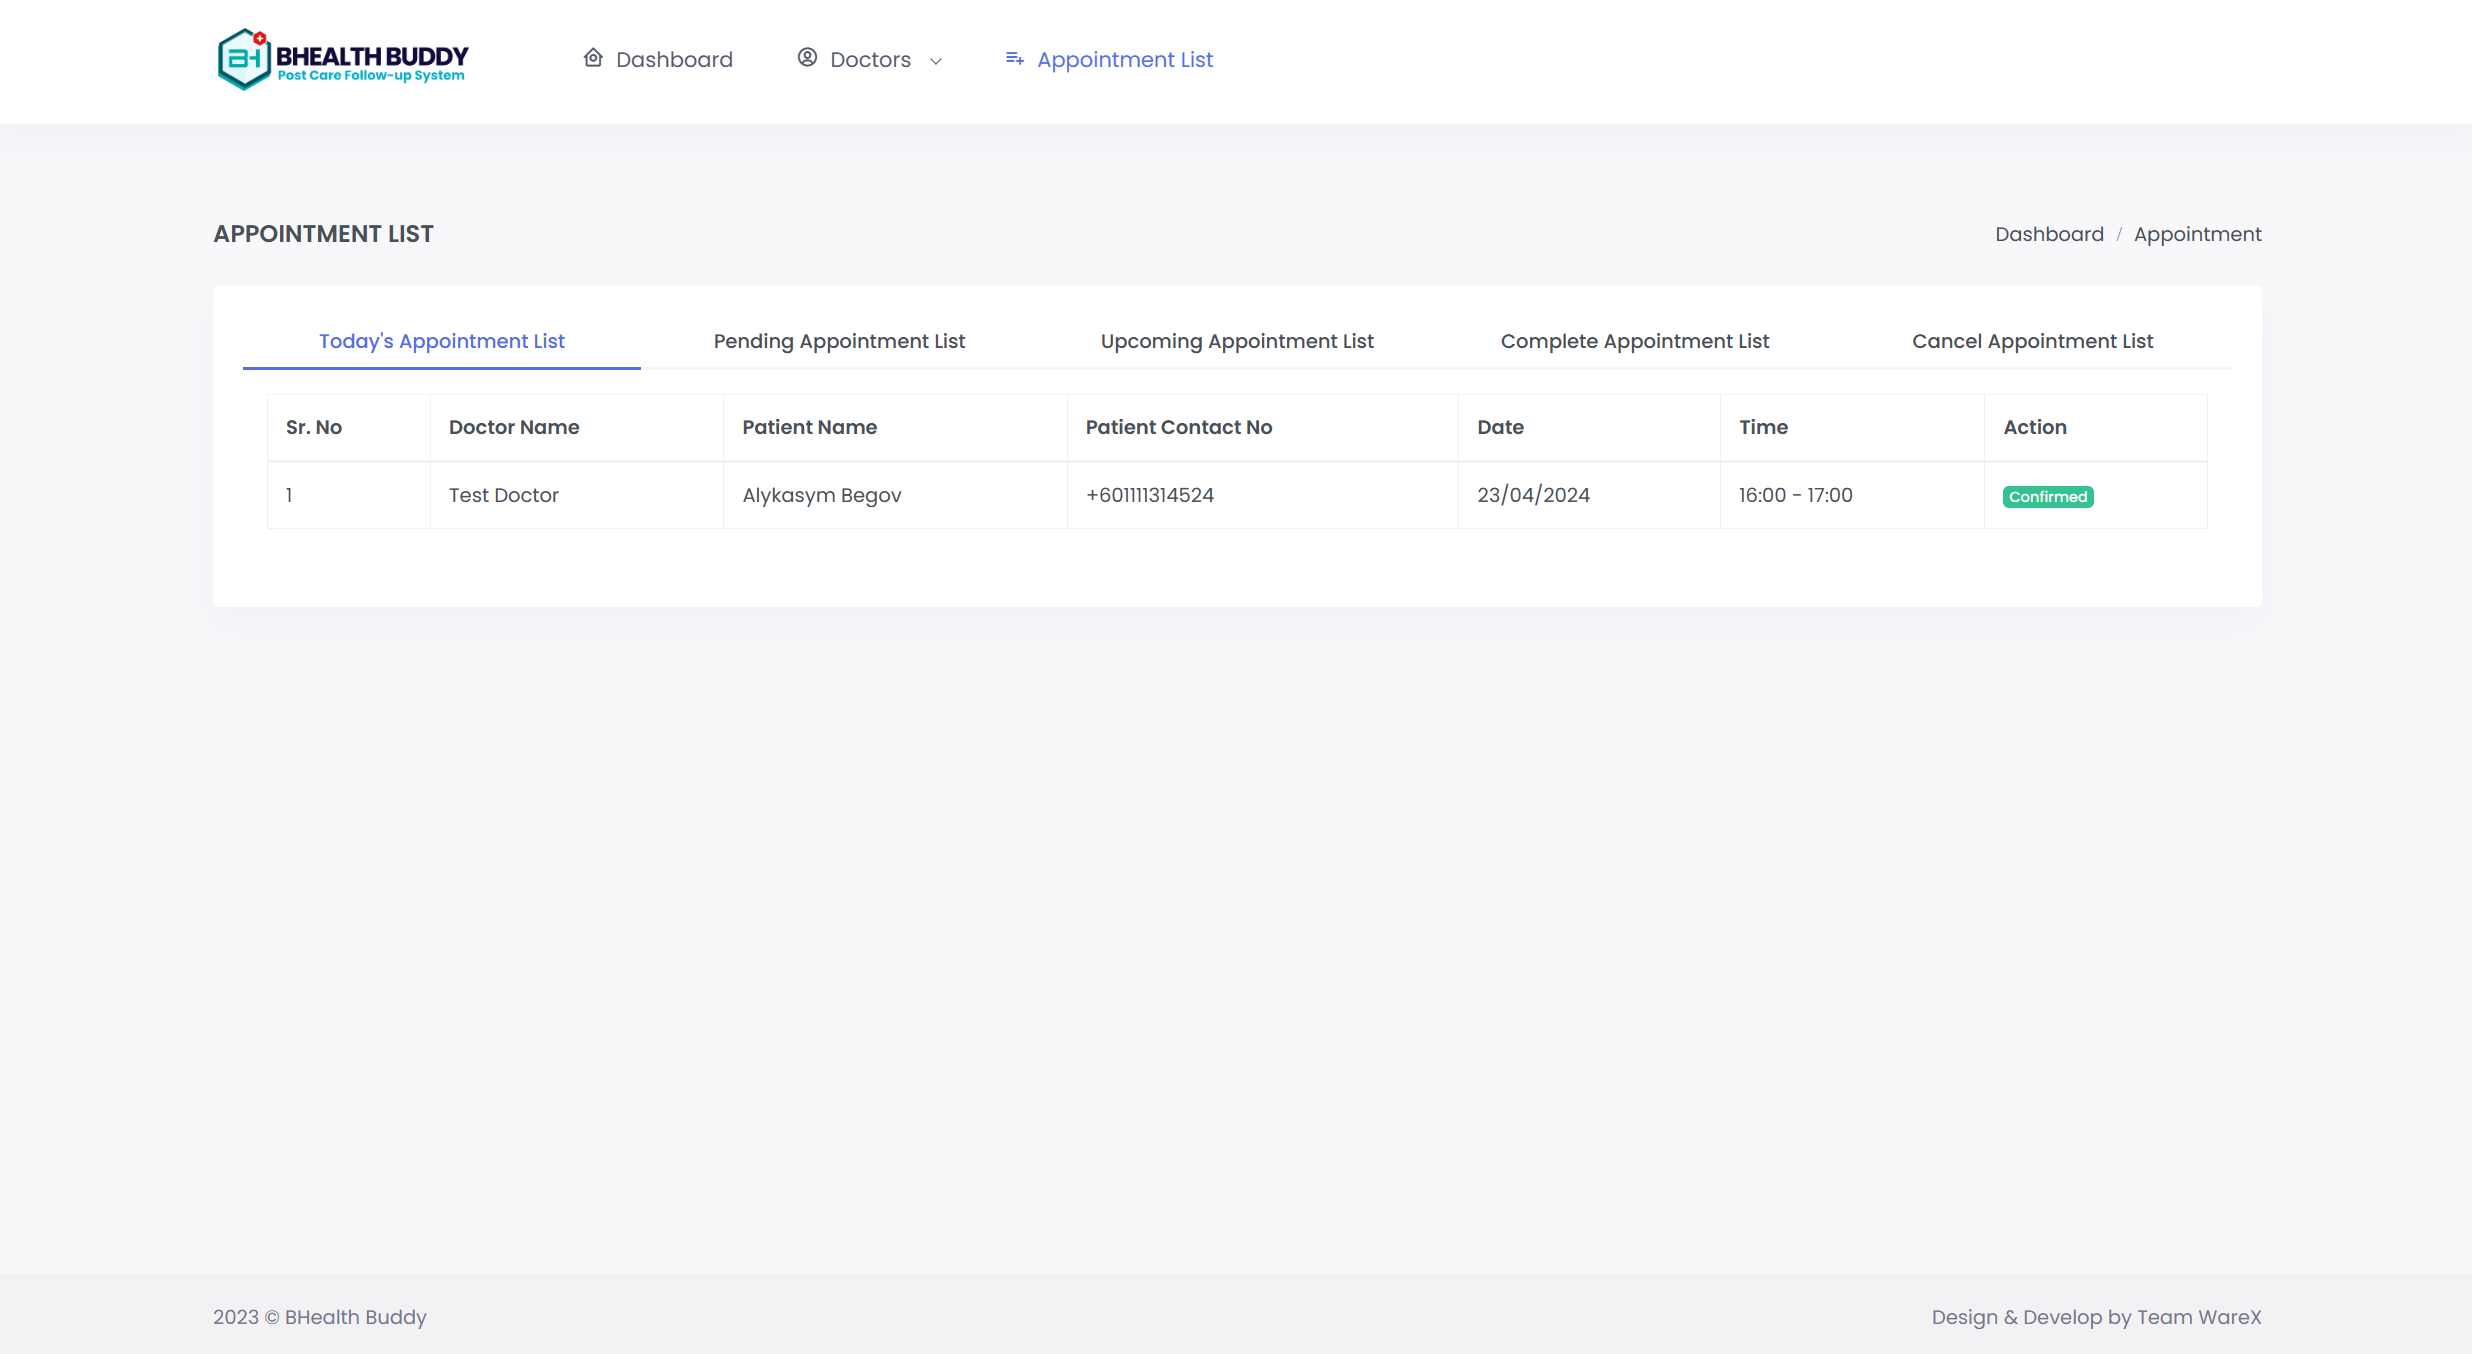 BH BHEALTH BUDDY
Post Care Follow-up System
Dashboard Doctors Appointment List
APPOINTMENT LIST
Dashboard / Appointment
Today's Appointment List Pending Appointment List Upcoming Appointment List Complete Appointment List Cancel Appointment List
Sr. No Doctor Name Patient Name Patient Contact No Date Time Action
1 Test Doctor Alykasym Begov +601111314524 23/04/2024 16:00 - 17:00 Confirmed
2023 © BHealth Buddy
Design & Develop by Team WareX